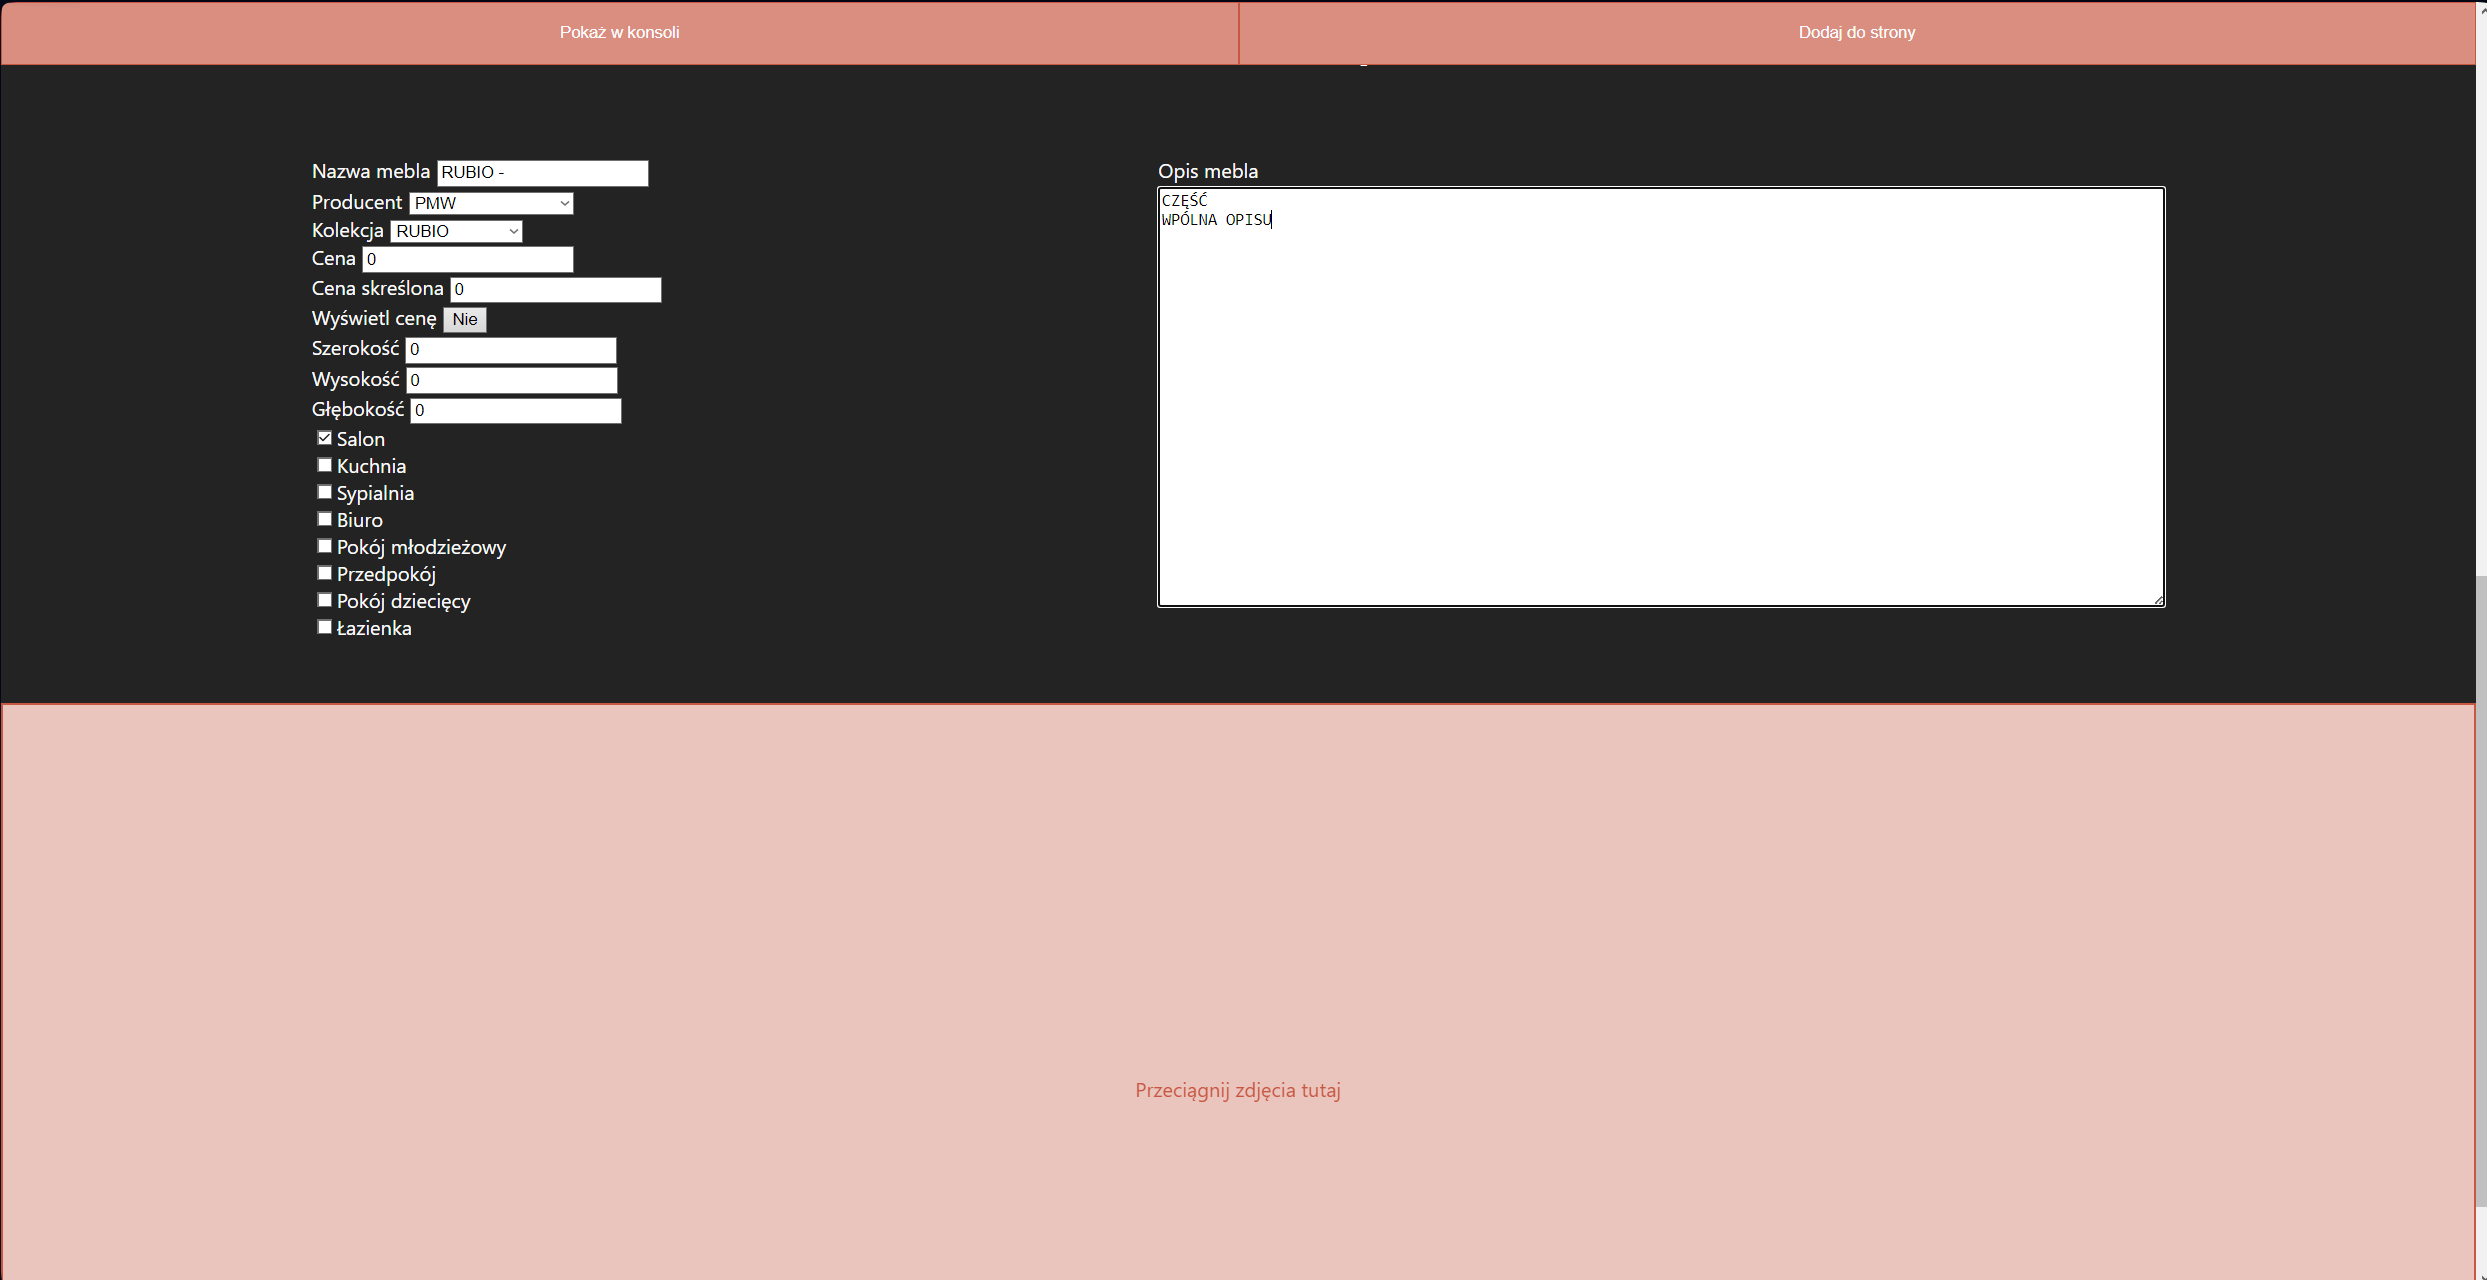 Pokaż w konsoli
Dodaj do strony
Nazwa mebla RUBIO -
Producent PMW
Kolekcja RUBIO
Cena 0
Cena skreślona 0
Wyświetl cenę Nie
Szerokość 0
Wysokość 0
Głębokość 0
Salon
Kuchnia
Sypialnia
Biuro
Pokój młodzieżowy
Przedpokój
Pokój dziecięcy
Łazienka
Opis mebla
CZĘŚĆ
WPÓLNA OPISU
Przeciągnij zdjęcia tutaj